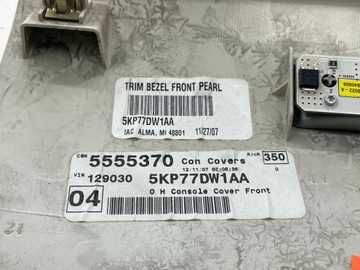 TRIM BEZEL FRONT PEARL
5KP77DW1AA
IAC, ALMA, MI 48801 11/27/07
5555370 Con Covers 350
12/11/07 02:05:36 0
VIN 129030 5KP77DW1AA
04 O H Console Cover Front